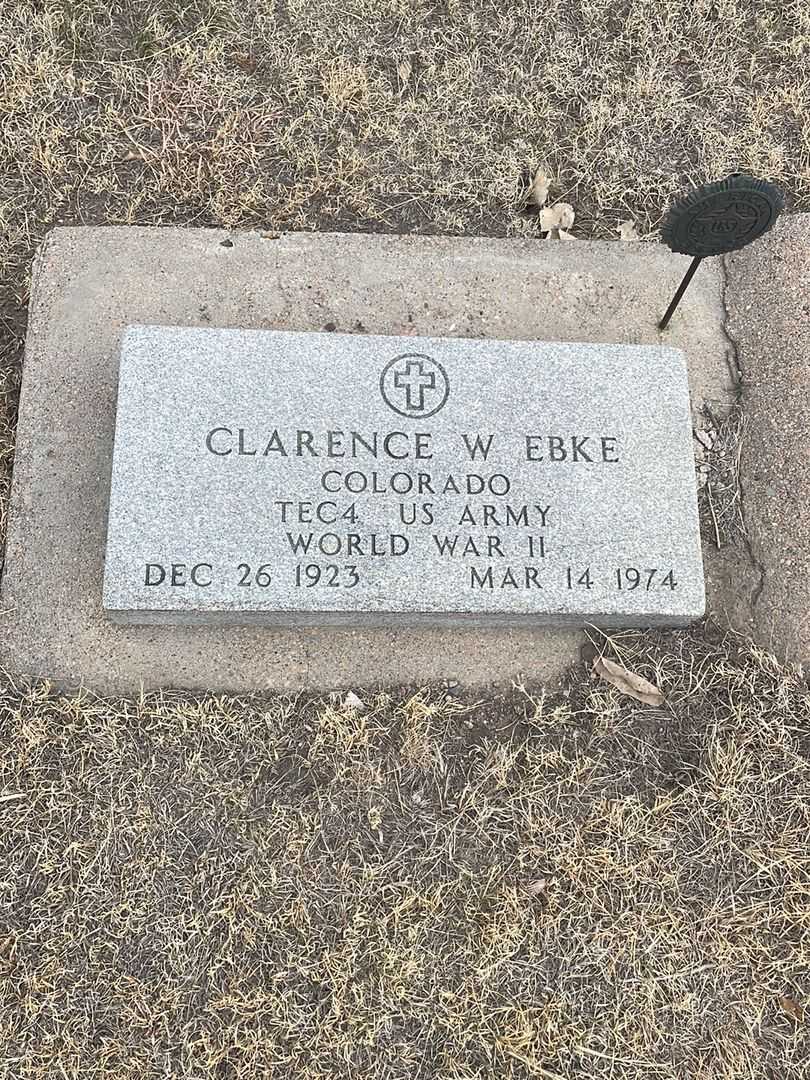 CLARENCE W EBKE
COLORADO
TEC4 US ARMY
WORLD WAR II
DEC 26 1923 MAR 14 1974